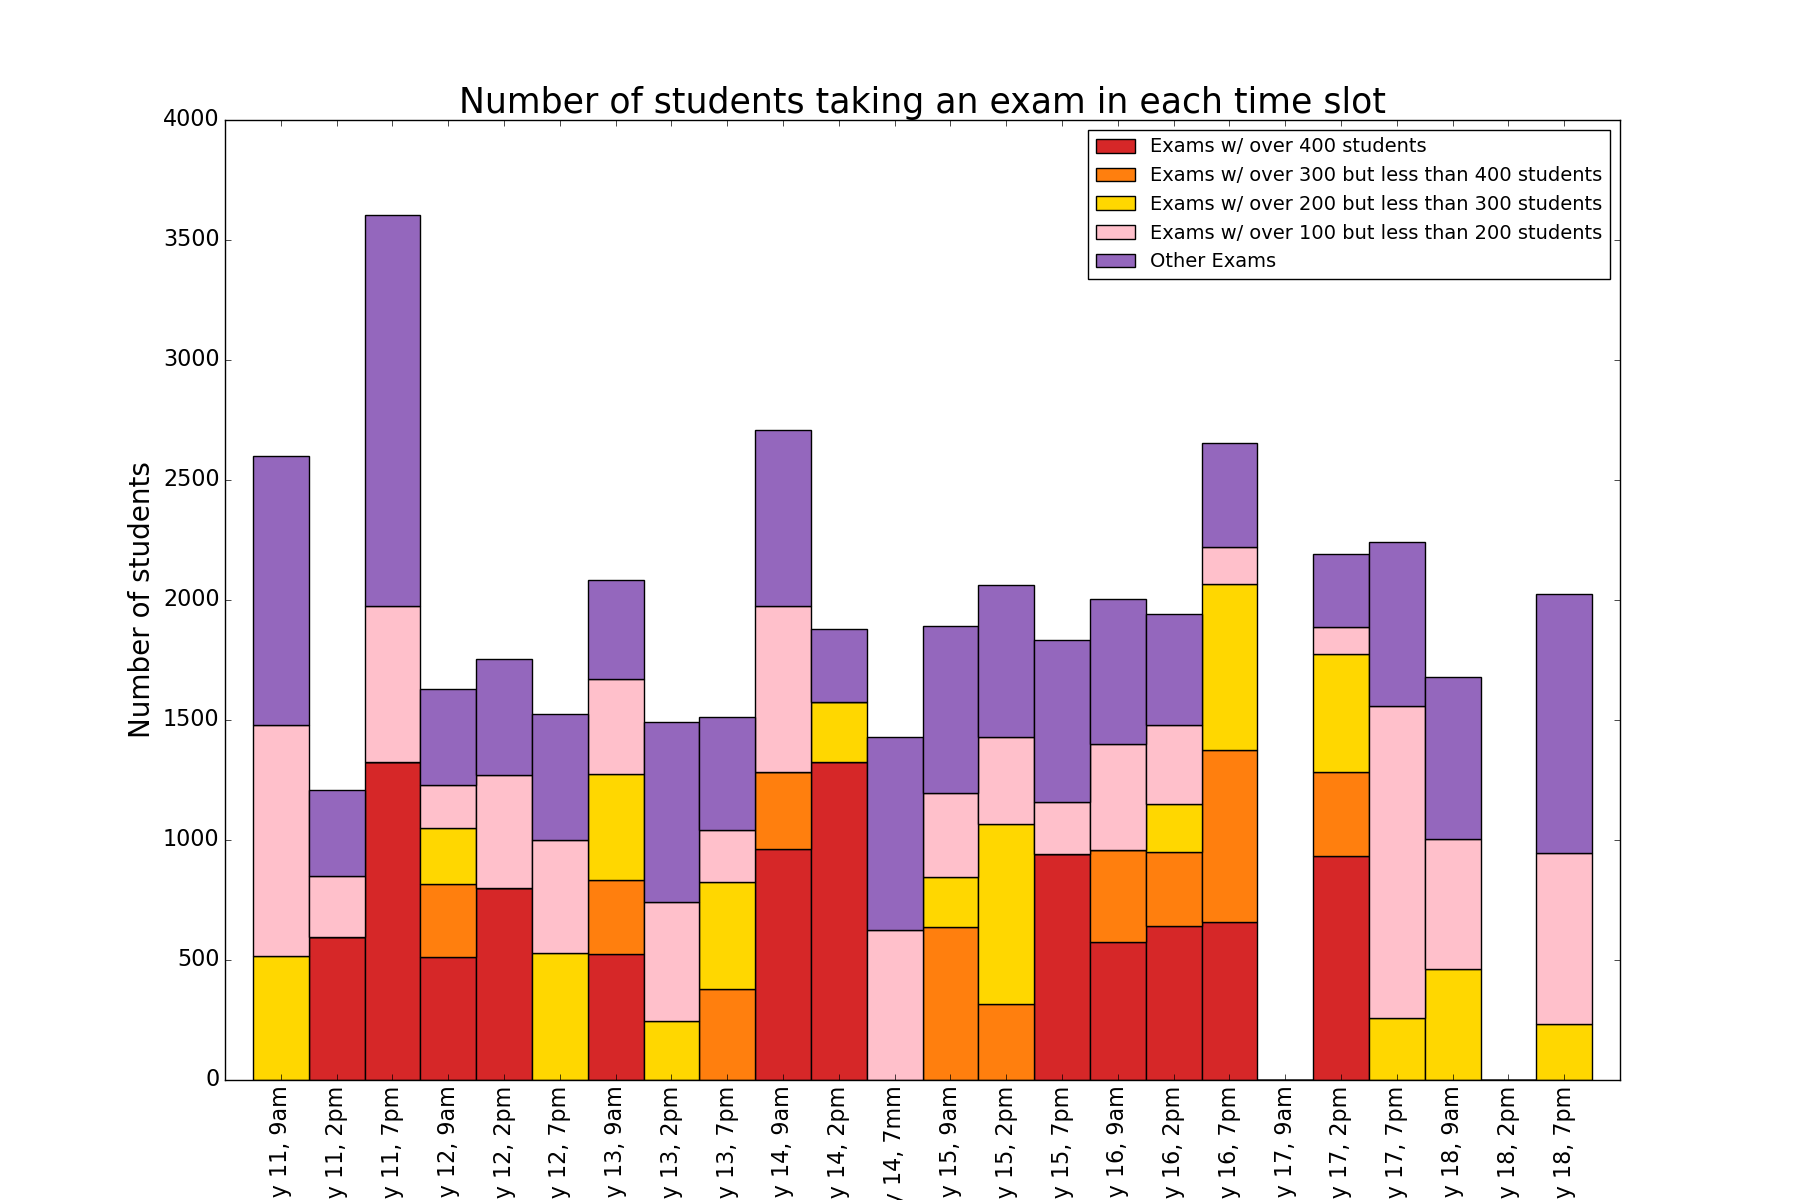 Number of students taking an exam in each time slot
Exams w/ over 400 students
Exams w/ over 300 but less than 400 students
Exams w/ over 200 but less than 300 students
Exams w/ over 100 but less than 200 students
Other Exams
Number of students
4000
3500
3000
2500
2000
1500
1000
500
0
y 11, 9am
y 11, 2pm
y 11, 7pm
y 12, 9am
y 12, 2pm
y 12, 7pm
y 13, 9am
y 13, 2pm
y 13, 7pm
y 14, 9am
y 14, 2pm
y 14, 7mm
y 15, 9am
y 15, 2pm
y 15, 7pm
y 16, 9am
y 16, 2pm
y 16, 7pm
y 17, 9am
y 17, 2pm
y 17, 7pm
y 18, 9am
y 18, 2pm
y 18, 7pm